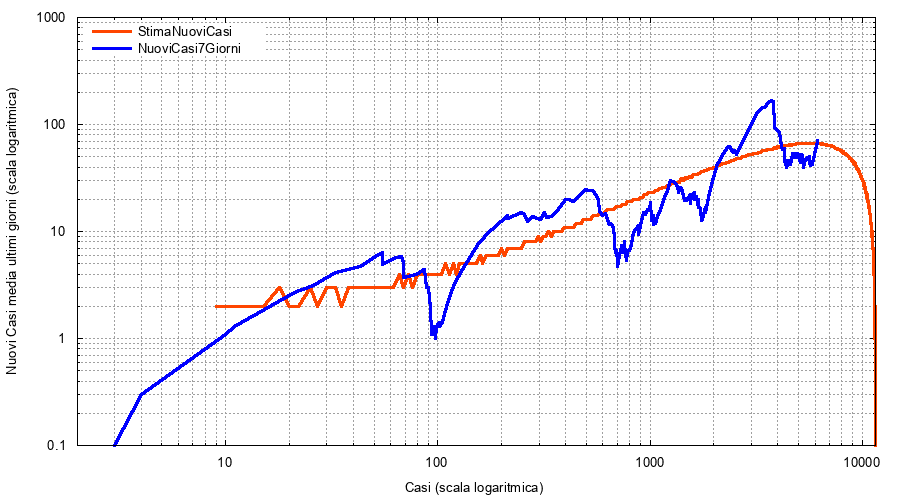 1000
StimaNuoviCasi
NuoviCasi7Giorni
100
10
1
0.1
Nuovi Casi media ultimi giorni (scala logaritmica)
10
100
1000
10000
Casi (scala logaritmica)